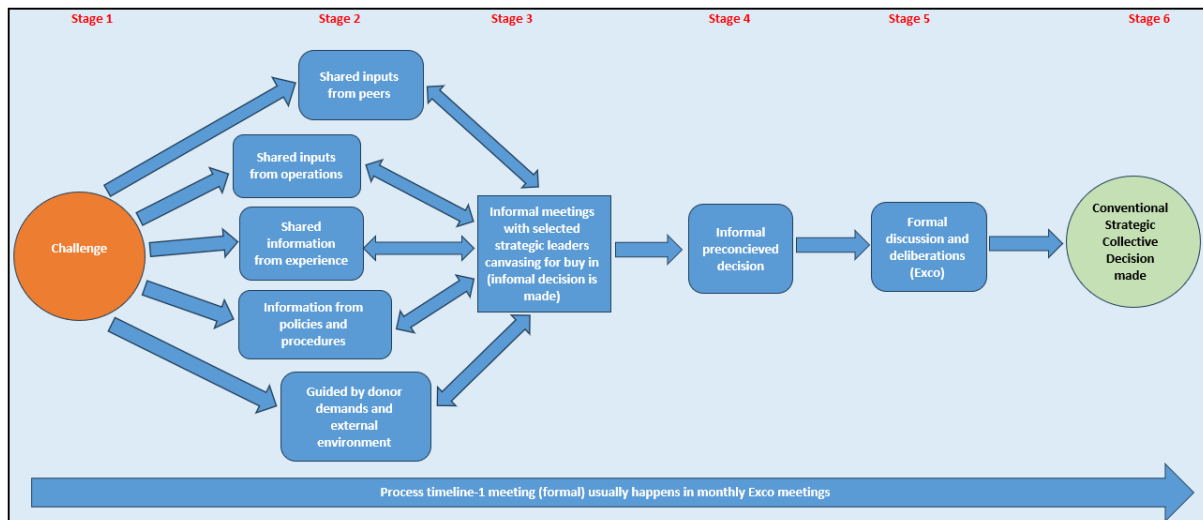 Stage 1
Stage 2
Stage 3
Stage 4
Stage 5
Stage 6
Shared inputs
from peers
Shared inputs
from operations
Challenge
Shared
information
from experience
Information from
policies and
procedures
Guided by donor
demands and
external
environment
Informal meetings
with selected
strategic leaders
canvasing for buy in
(infomal decision is
made)
Informal
preconcieved
decision
Formal
discussion and
deliberations
(Exco)
Conventional
Strategic
Collective
Decision
made
Process timeline-1 meeting (formal) usually happens in monthly Exco meetings